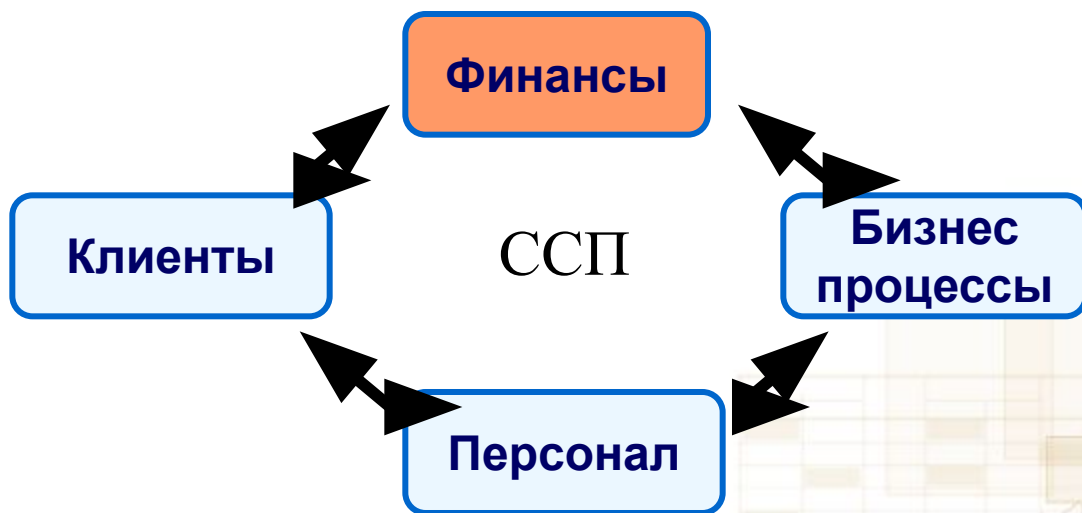 Финансы
Клиенты
ССП
Бизнес
процессы
Персонал